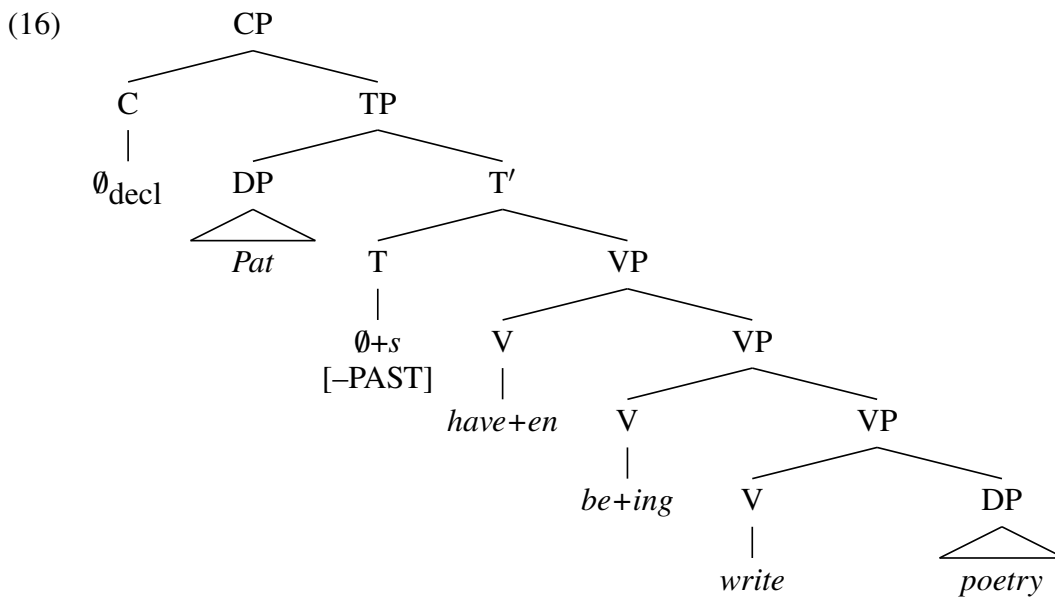 (16) CP
C TP
∅decl DP T′
Pat T VP
∅+s V VP
[–PAST]
have+en V VP
be+ing V DP
write poetry